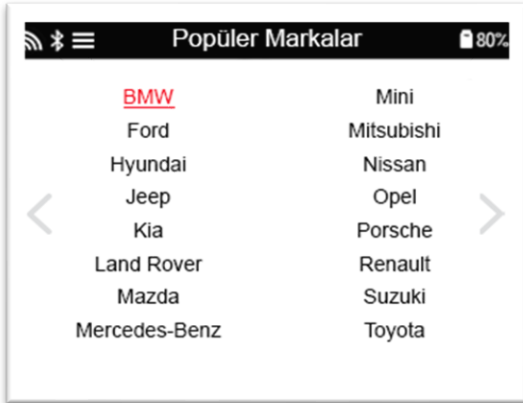 Popüler Markalar 80%
BMW Mini
Ford Mitsubishi
Hyundai Nissan
Jeep Opel
Kia Porsche
Land Rover Renault
Mazda Suzuki
Mercedes-Benz Toyota